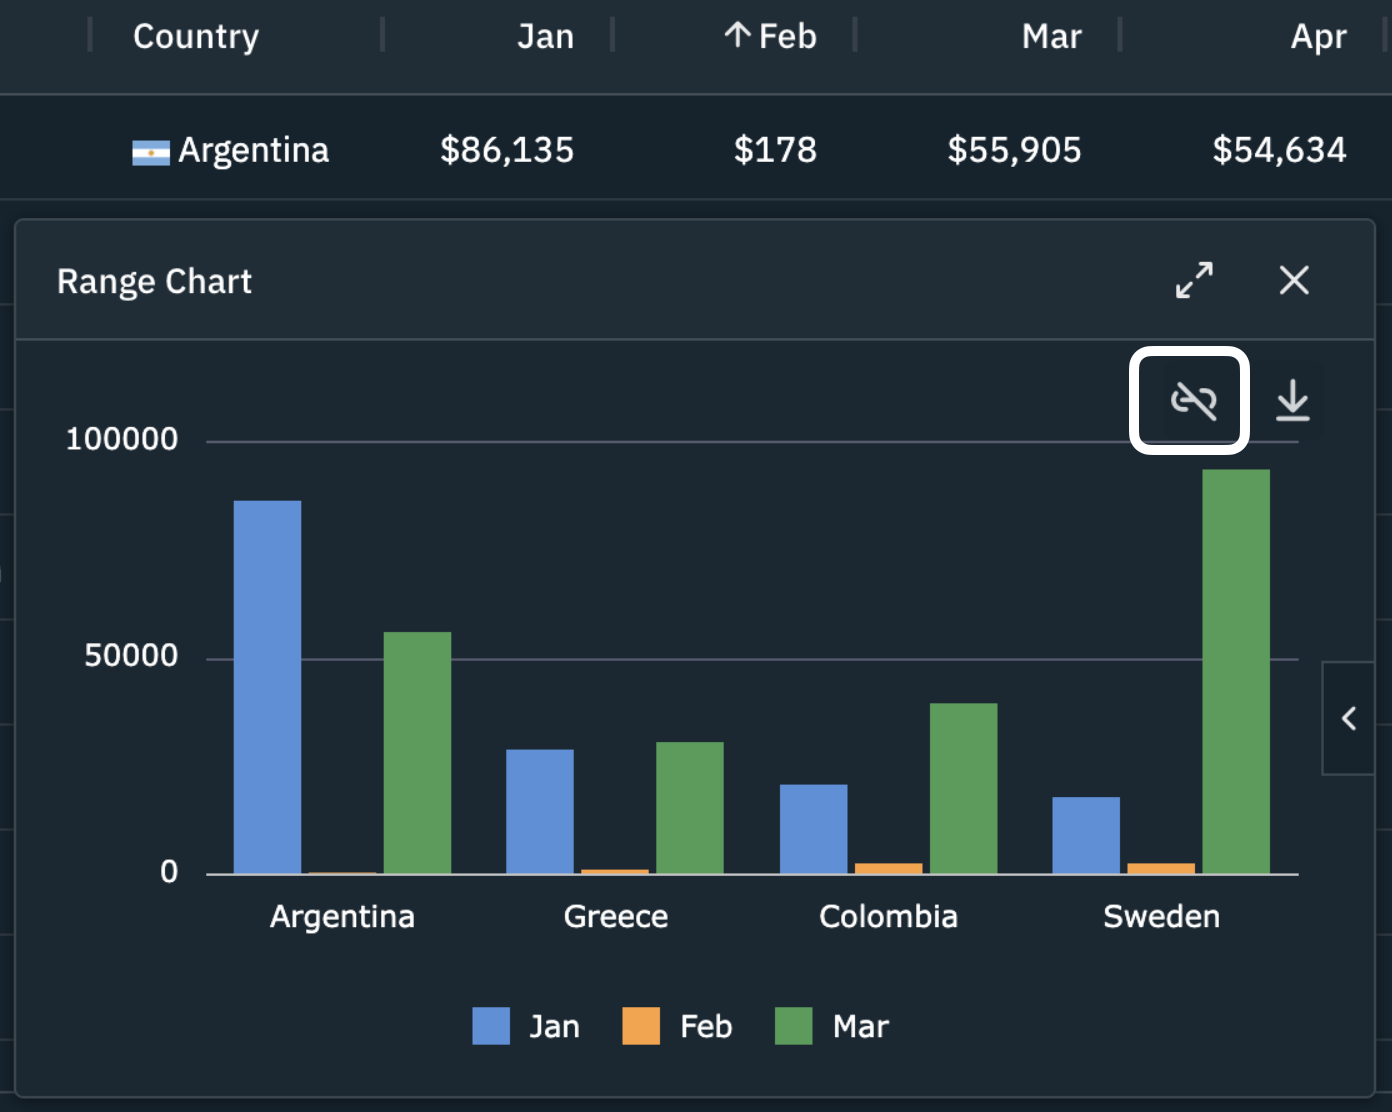 Country Jan Feb Mar Apr
Argentina $86,135 $178 $55,905 $54,634
Range Chart
100000
50000
0
Argentina Greece Colombia Sweden
Jan Feb Mar